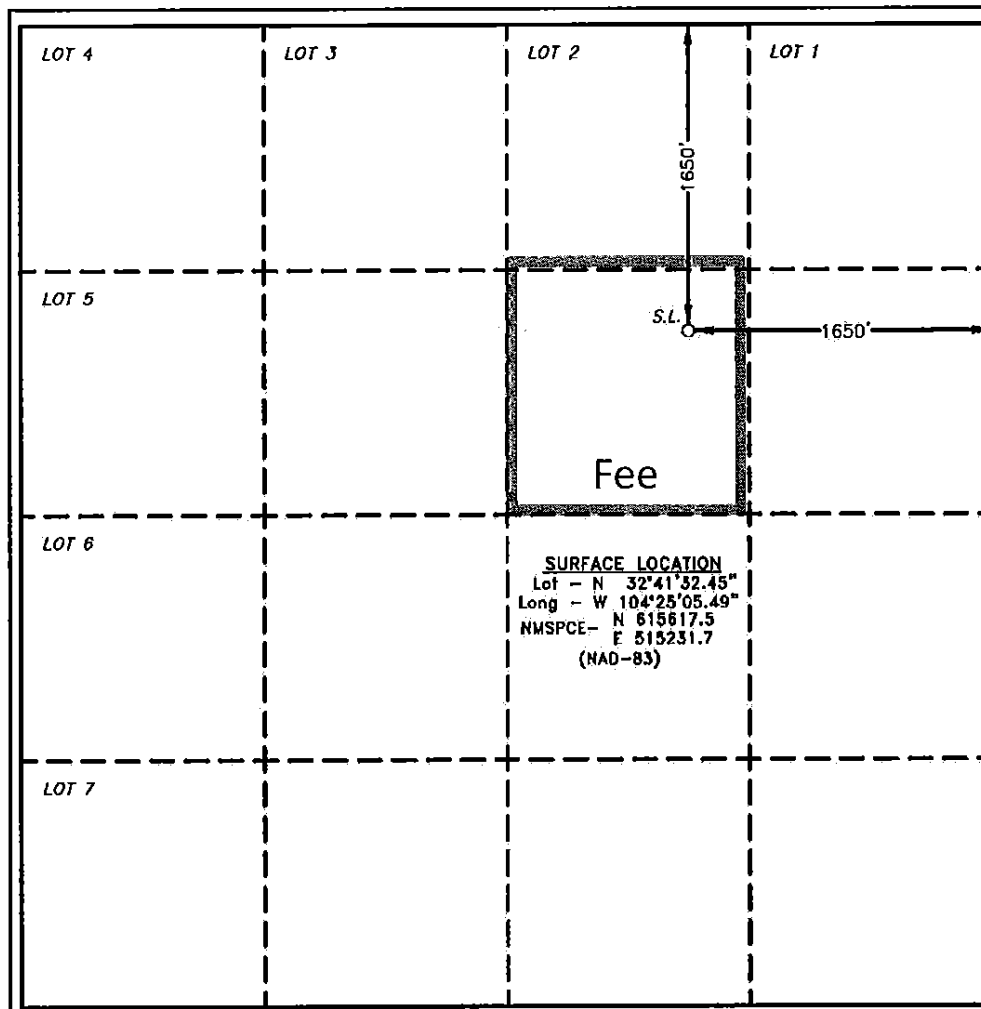 LOT 4 LOT 3 LOT 2 LOT 1
1650'
LOT 5
S.L.
1650'
Fee
LOT 6
SURFACE LOCATION
Lat - N 32°41'32.45"
Long - W 104°25'05.49"
NMSPCE- N 615617.5
E 515231.7
(NAD-83)
LOT 7